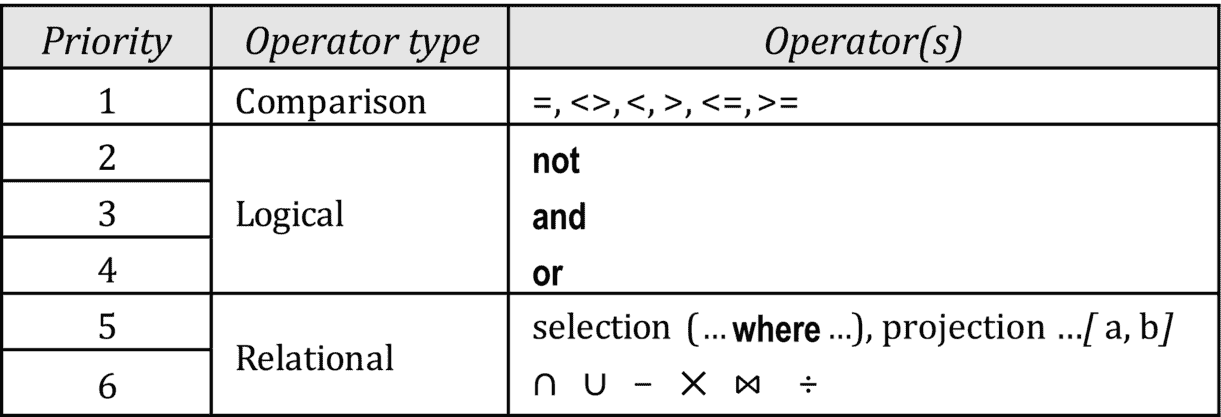 Priority Operator type Operator(s)
1 Comparison =, <>, <, >, <=, >=
2 not
3 Logical and
4 or
5 selection (... where ...), projection ...[ a, b]
Relational
6 ∩ ∪ − ✕ ⋈ ÷